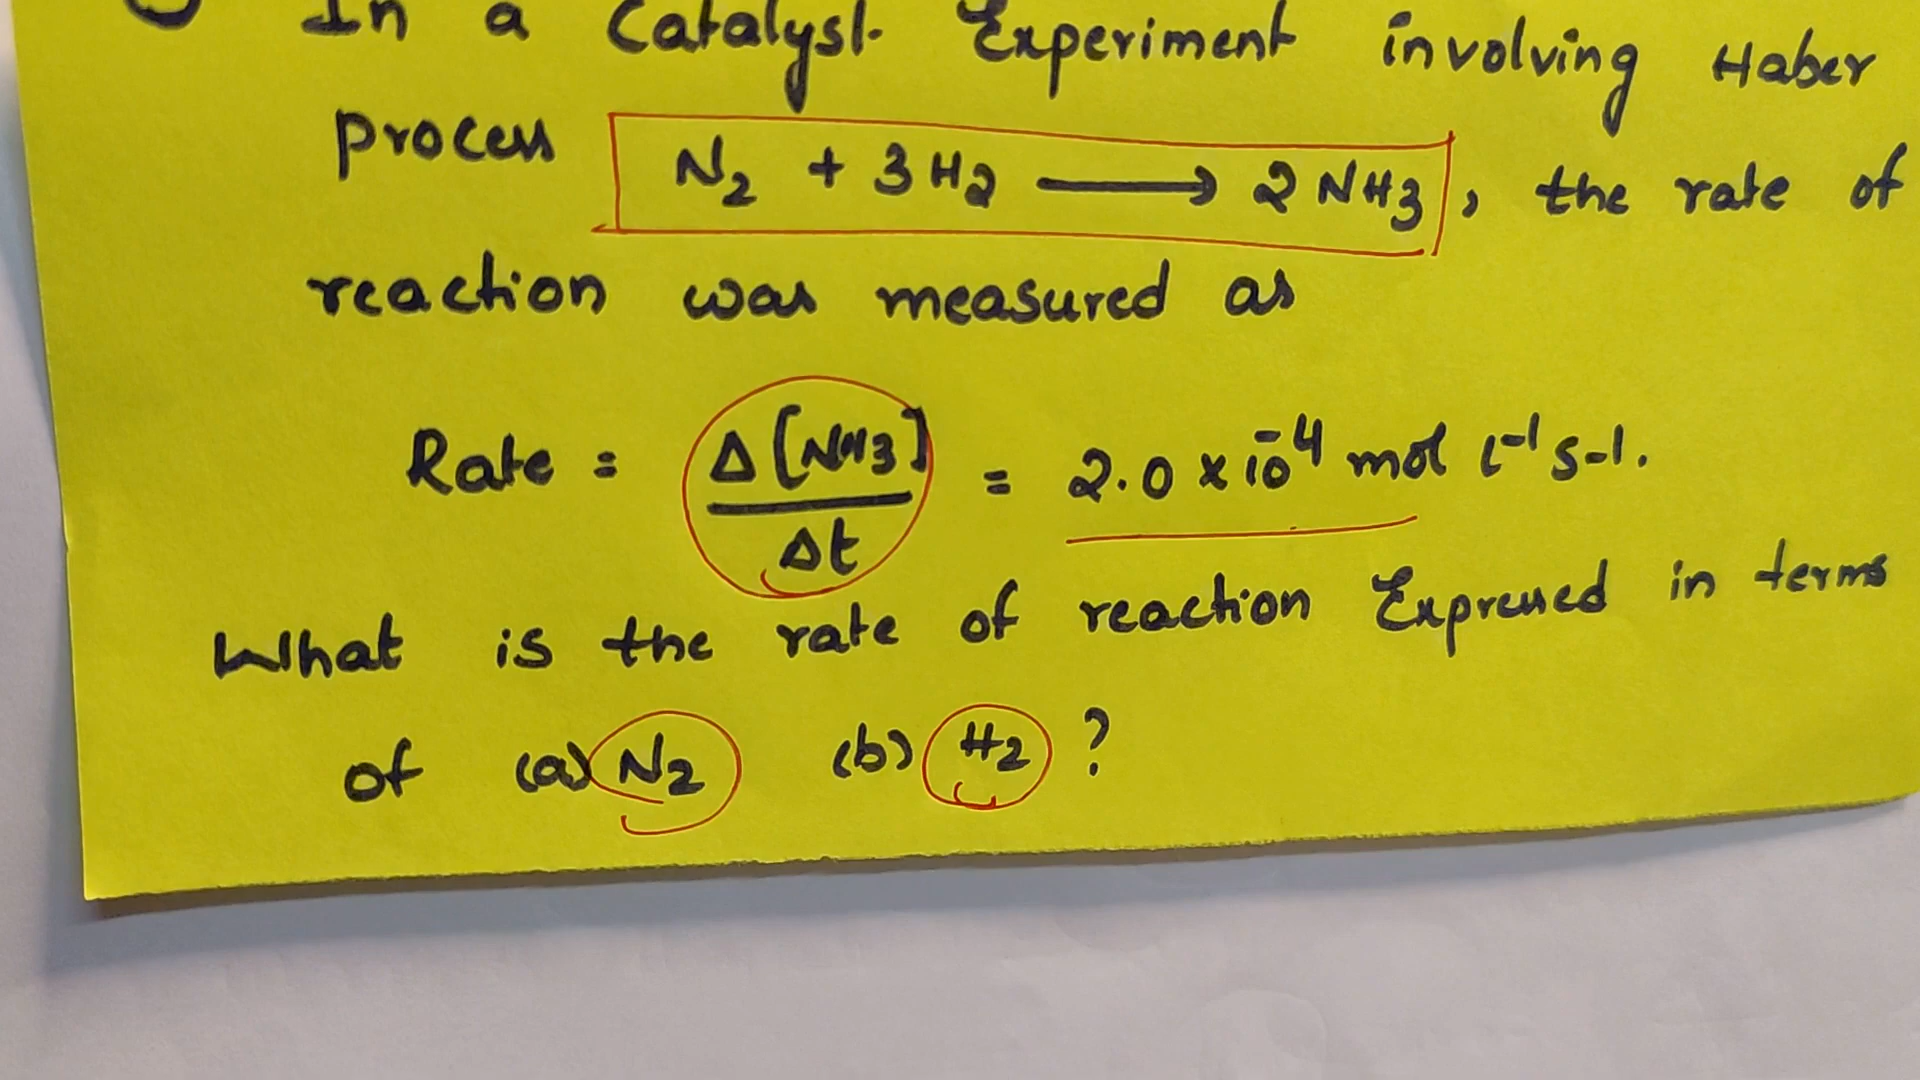 In a Catalyst Experiment involving Haber
process N2 + 3H2 ⟶ 2NH3, the rate of
reaction was measured as
Rate = Δ[NH3]/Δt = 2.0 x 10⁻⁴ mol l⁻¹ s-1.
What is the rate of reaction Expressed in terms
of (a) N2 (b) H2 ?